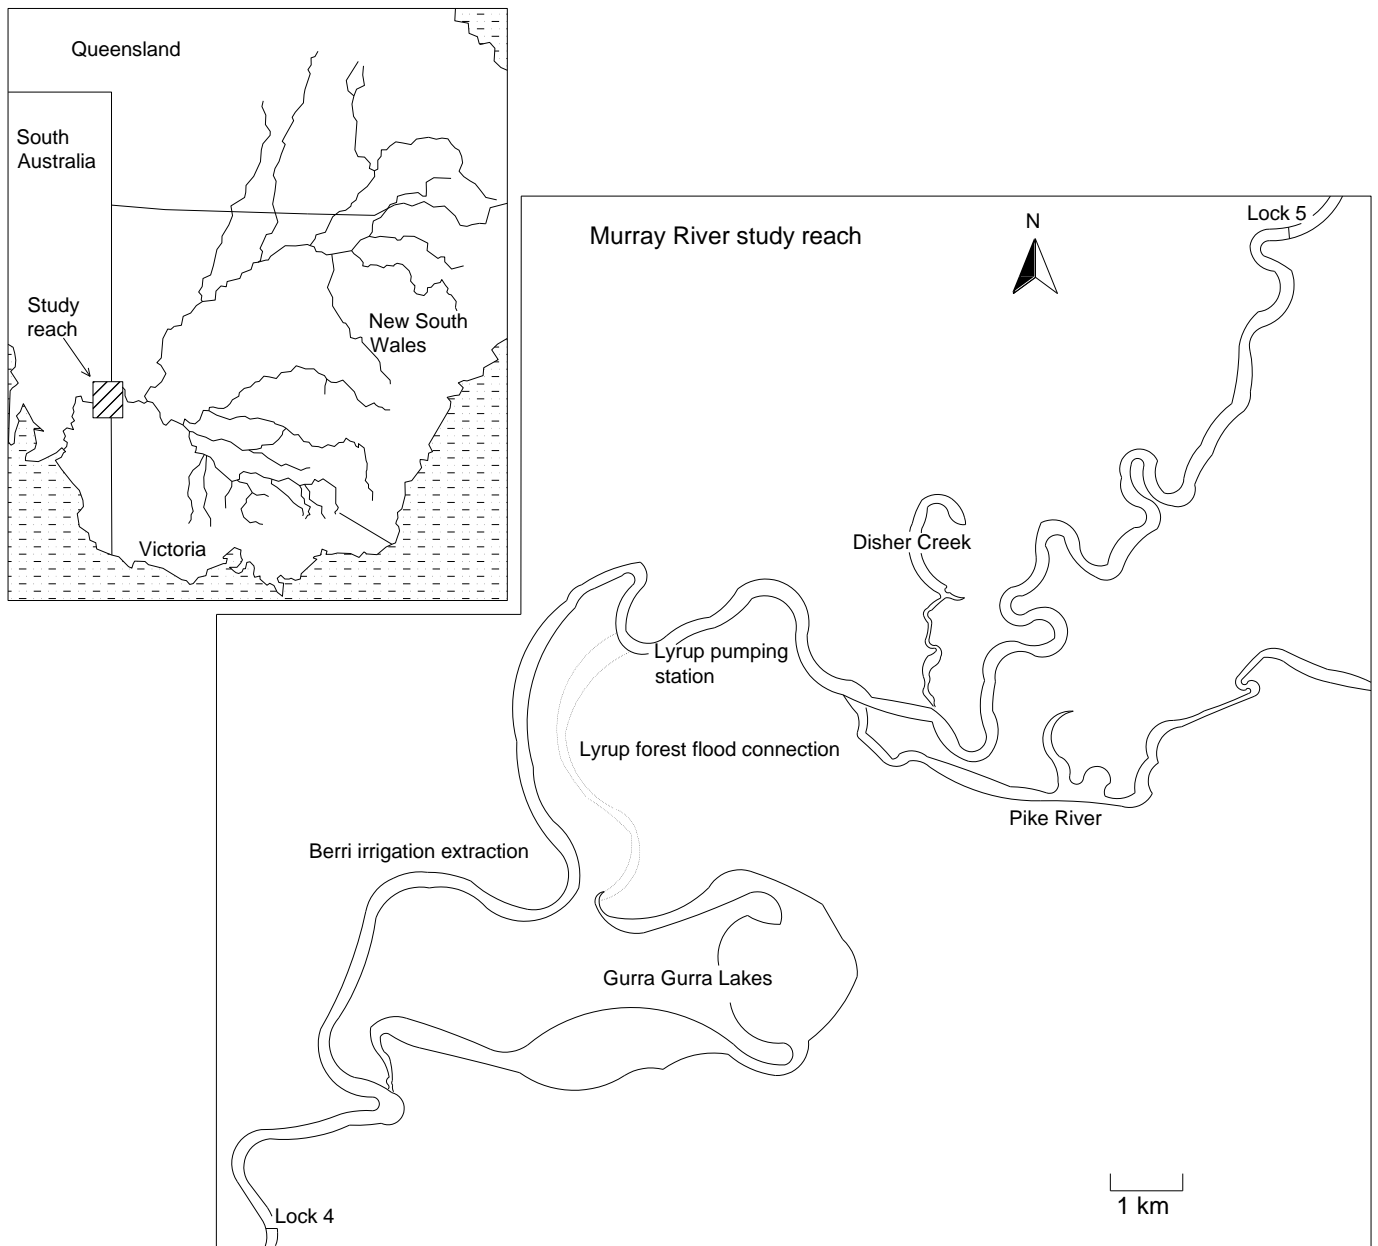 Queensland
South
Australia
Study
reach
New South
Wales
Victoria
Murray River study reach
N
Lock 5
Disher Creek
Lyrup pumping
station
Lyrup forest flood connection
Pike River
Berri irrigation extraction
Gurra Gurra Lakes
Lock 4
1 km